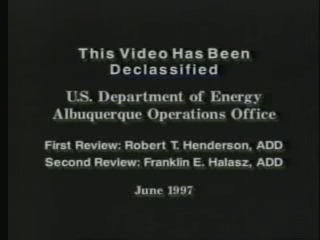 This Video Has Been
Declassified
U.S. Department of Energy
Albuquerque Operations Office
First Review: Robert T. Henderson, ADD
Second Review: Franklin E. Halasz, ADD
June 1997